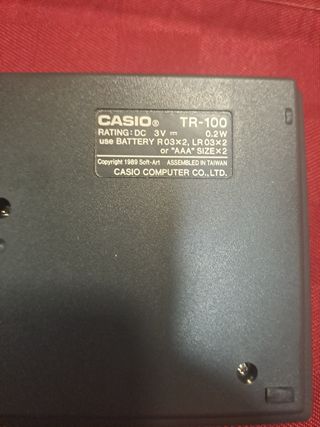 CASIO® TR-100
RATING: DC 3V ⎓ 0.2W
use BATTERY R03×2, LR03×2
or "AAA" SIZE×2
Copyright 1989 Soft-Art ASSEMBLED IN TAIWAN
CASIO COMPUTER CO.,LTD.